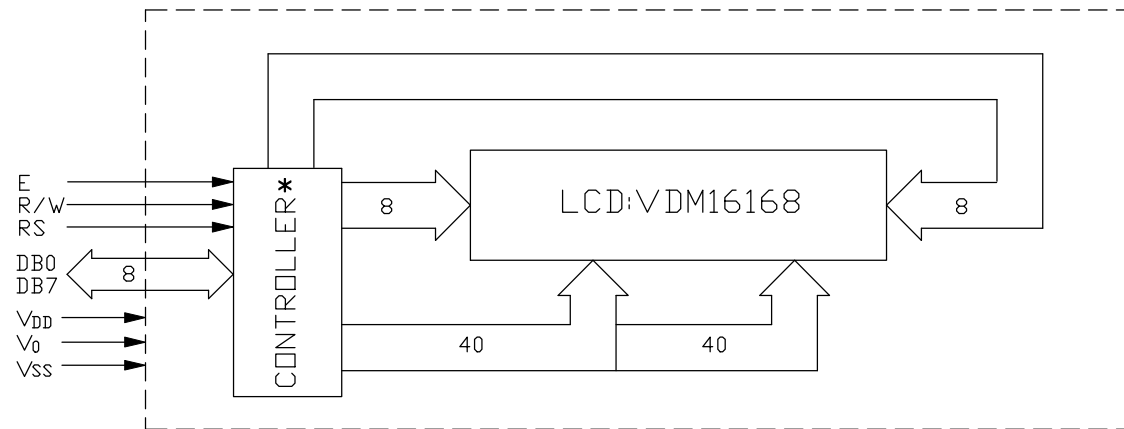 E
R/W
RS
DB0
DB7
8
VDD
V0
VSS
CONTROLLER*
8
LCD:VDM16168
8
40
40